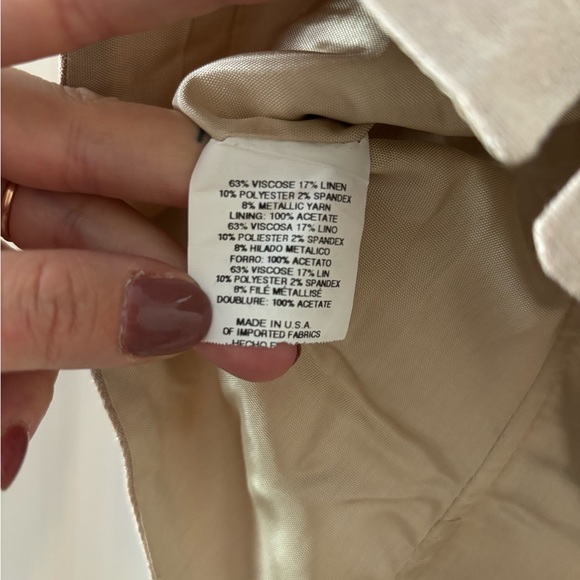 63% VISCOSE 17% LINEN
10% POLYESTER 2% SPANDEX
8% METALLIC YARN
LINING: 100% ACETATE
63% VISCOSA 17% LINO
10% POLIESTER 2% SPANDEX
8% HILADO METALICO
FORRO: 100% ACETATO
63% VISCOSE 17% LIN
10% POLYESTER 2% SPANDEX
8% FILÉ MÉTALLISÉ
DOUBLURE: 100% ACETATE
MADE IN U.S.A.
OF IMPORTED FABRICS
HECHO